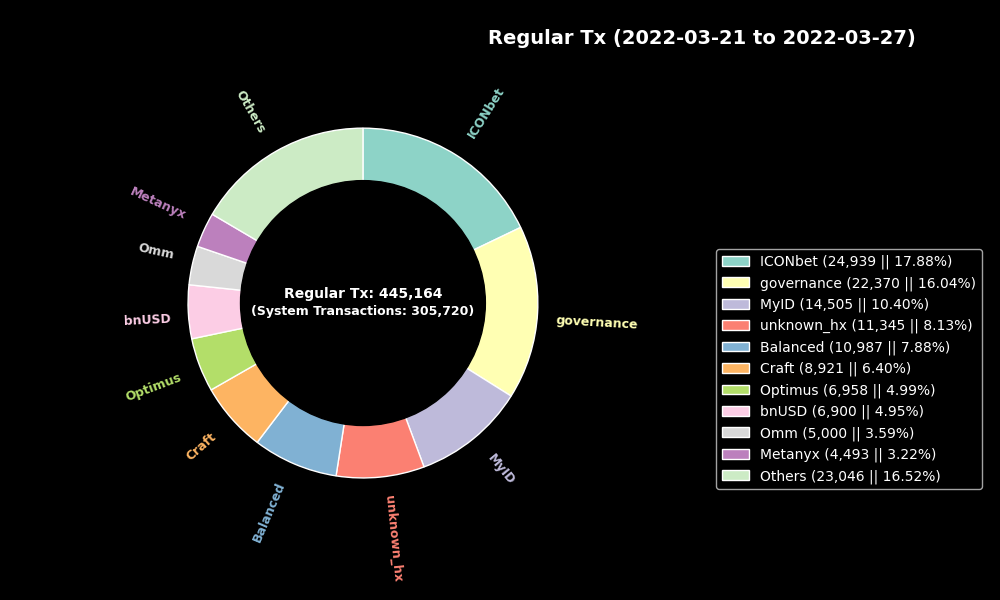 Regular Tx (2022-03-21 to 2022-03-27)
ICONbet
Others
Metanyx
Omm
bnUSD
Optimus
Craft
Balanced
unknown_hx
MyID
governance
Regular Tx: 445,164
(System Transactions: 305,720)
ICONbet (24,939 || 17.88%)
governance (22,370 || 16.04%)
MyID (14,505 || 10.40%)
unknown_hx (11,345 || 8.13%)
Balanced (10,987 || 7.88%)
Craft (8,921 || 6.40%)
Optimus (6,958 || 4.99%)
bnUSD (6,900 || 4.95%)
Omm (5,000 || 3.59%)
Metanyx (4,493 || 3.22%)
Others (23,046 || 16.52%)